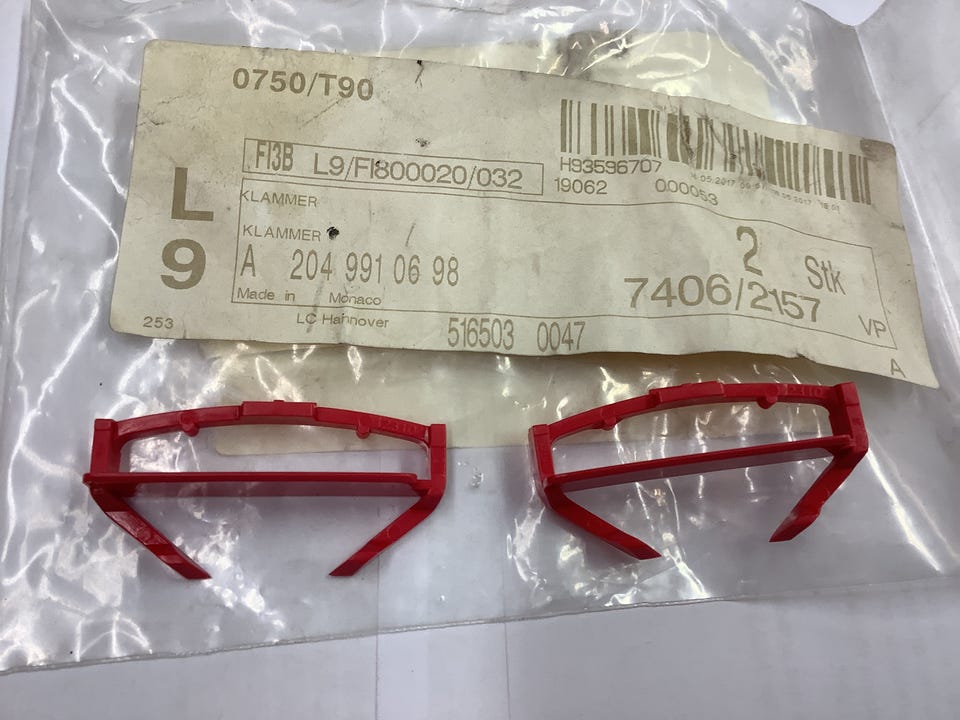 0750/T90
FI3B L9/FI800020/032
H93596707
19062 000053
L
9
KLAMMER
KLAMMER
A 204 991 06 98
2 Stk
7406/2157
Made in Monaco
LC Hannover
253
516503 0047
VP
A